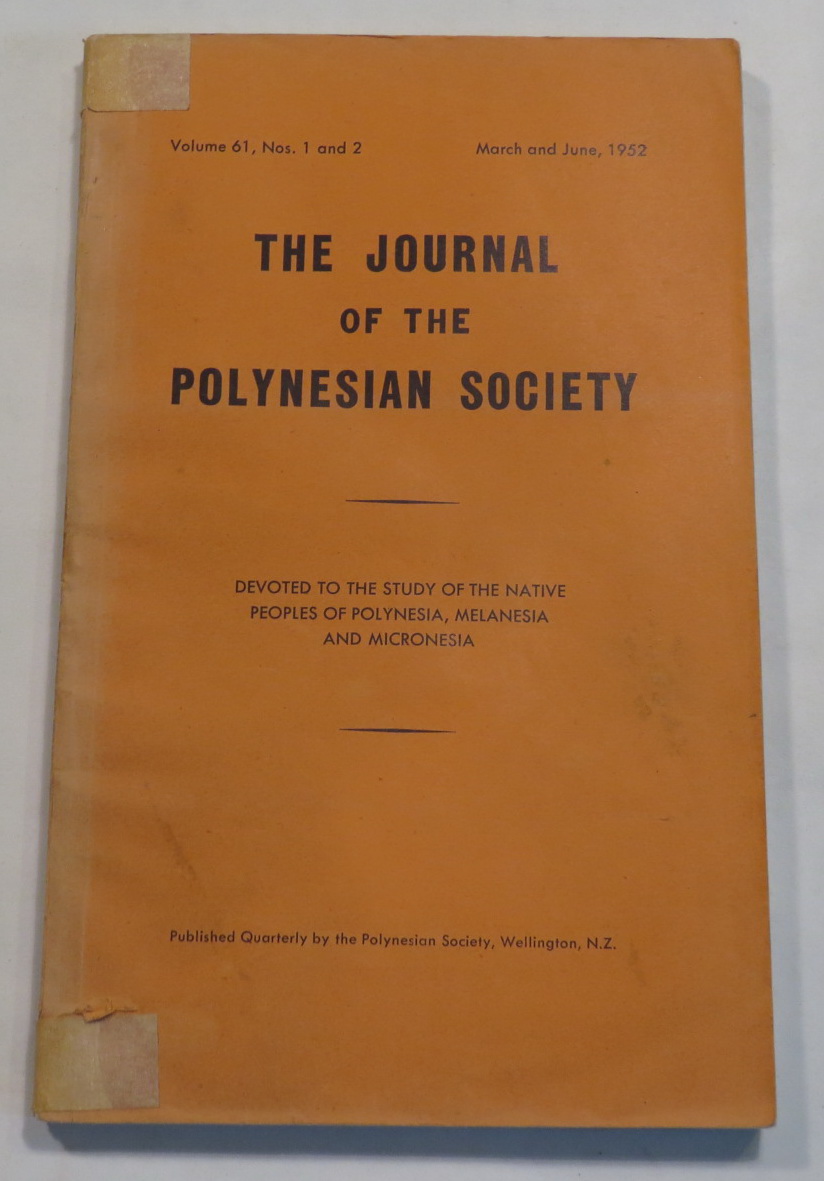 Volume 61, Nos. 1 and 2 March and June, 1952
THE JOURNAL
OF THE
POLYNESIAN SOCIETY
DEVOTED TO THE STUDY OF THE NATIVE
PEOPLES OF POLYNESIA, MELANESIA
AND MICRONESIA
Published Quarterly by the Polynesian Society, Wellington, N.Z.